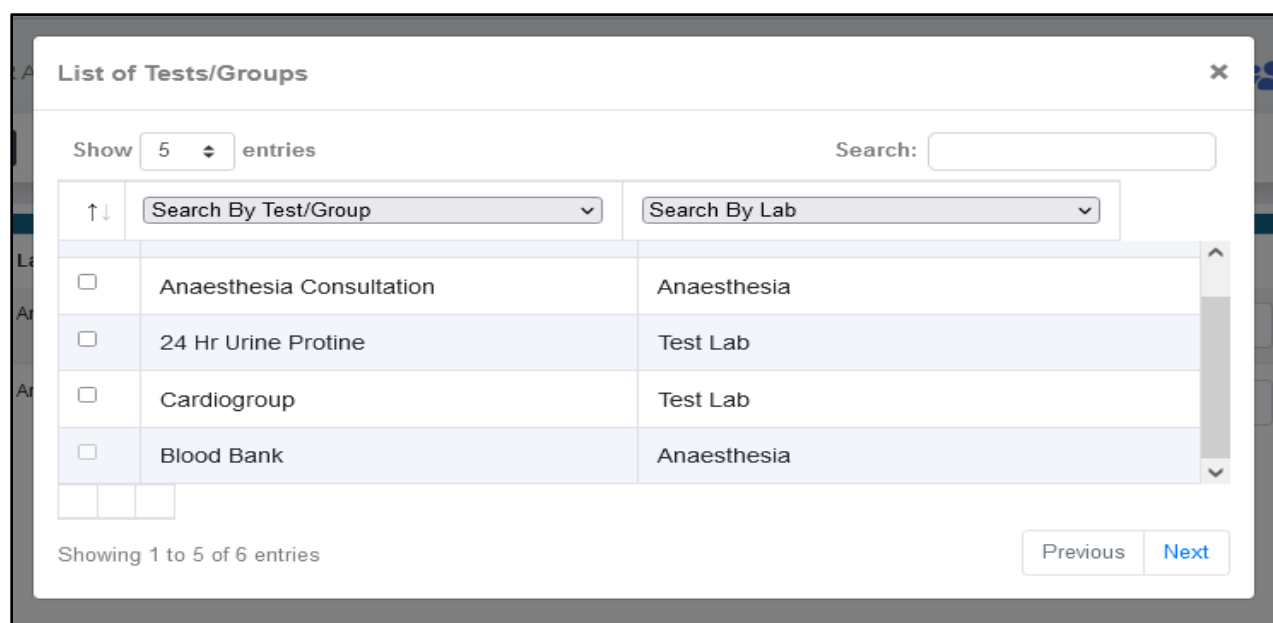 List of Tests/Groups ×
Show 5 entries Search:
↑↓ Search By Test/Group Search By Lab
Anaesthesia Consultation Anaesthesia
24 Hr Urine Protine Test Lab
Cardiogroup Test Lab
Blood Bank Anaesthesia
Showing 1 to 5 of 6 entries Previous Next